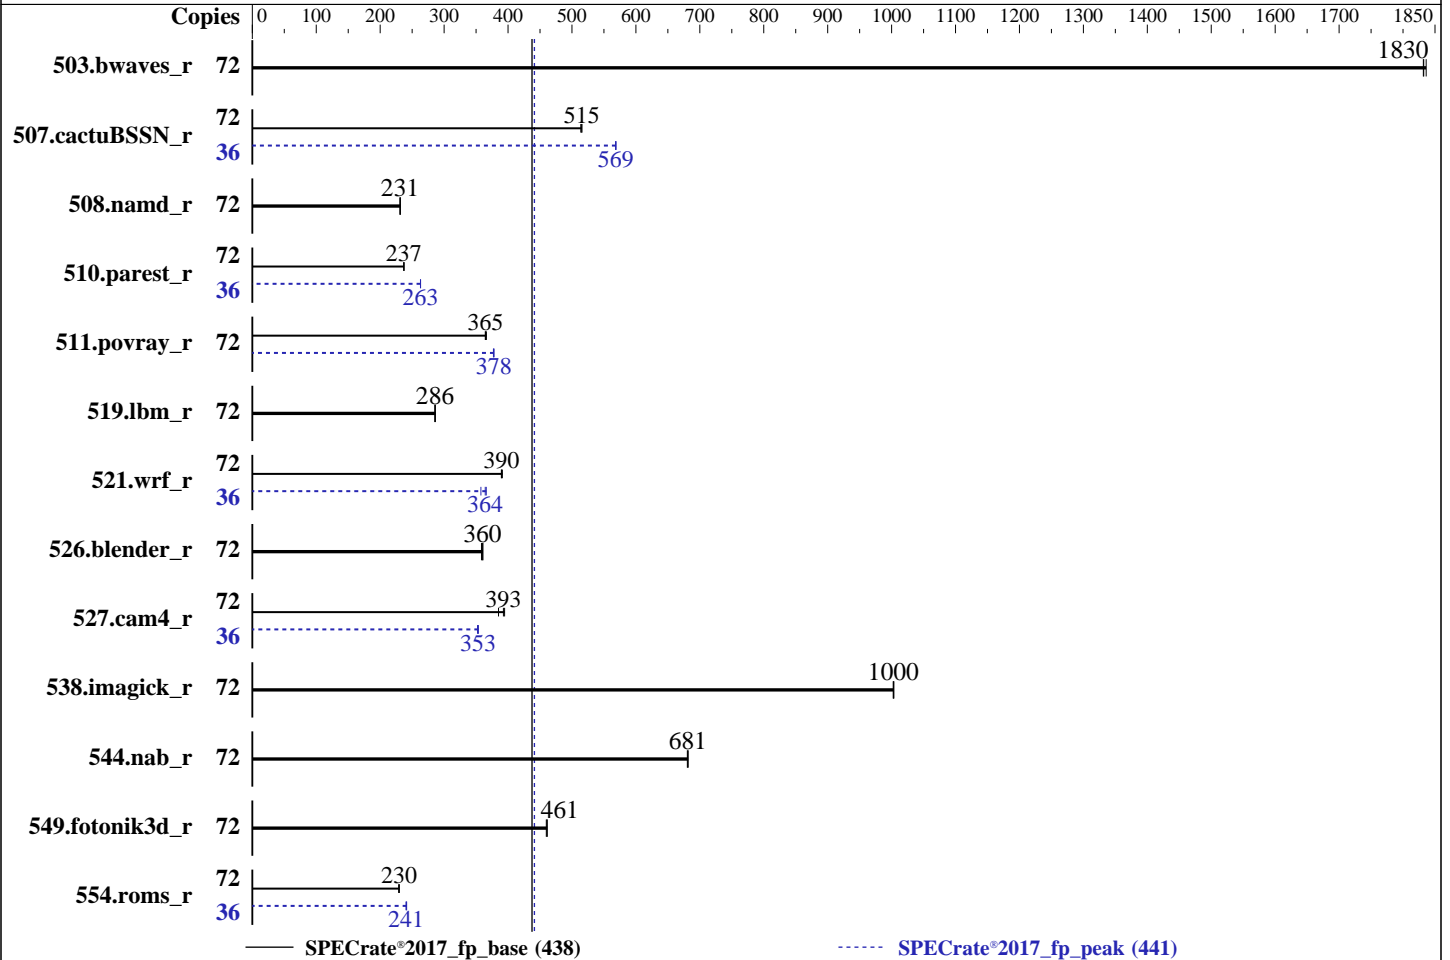 Copies 0 100 200 300 400 500 600 700 800 900 1000 1100 1200 1300 1400 1500 1600 1700 1850
503.bwaves_r 72 1830
507.cactuBSSN_r 72 515
36 569
508.namd_r 72 231
510.parest_r 72 237
36 263
511.povray_r 72 365
378
519.lbm_r 72 286
521.wrf_r 72 390
36 364
526.blender_r 72 360
527.cam4_r 72 393
36 353
538.imagick_r 72 1000
544.nab_r 72 681
549.fotonik3d_r 72 461
554.roms_r 72 230
36 241
SPECrate®2017_fp_base (438) SPECrate®2017_fp_peak (441)